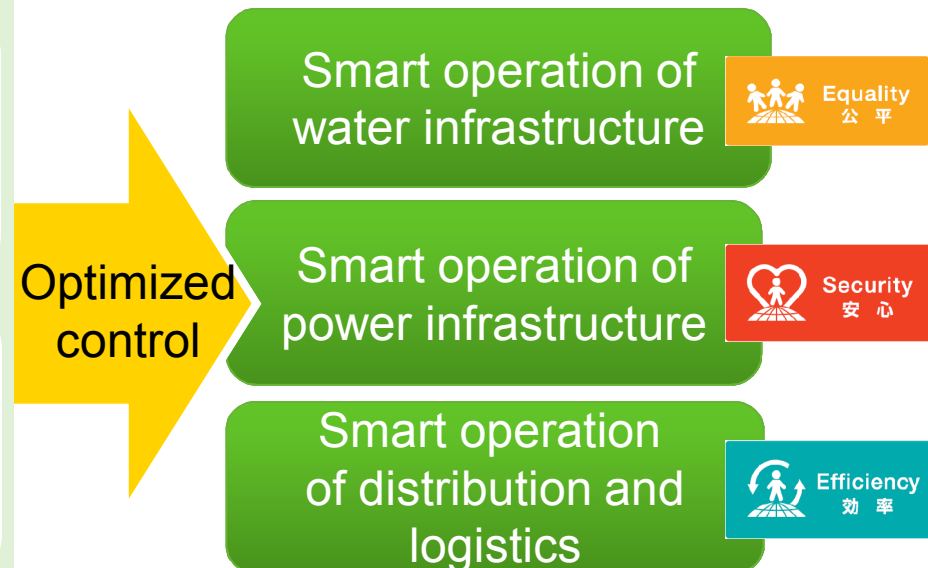 Smart operation of
water infrastructure
Equality
公平
Optimized
control
Smart operation of
power infrastructure
Security
安心
Smart operation
of distribution and
logistics
Efficiency
効率